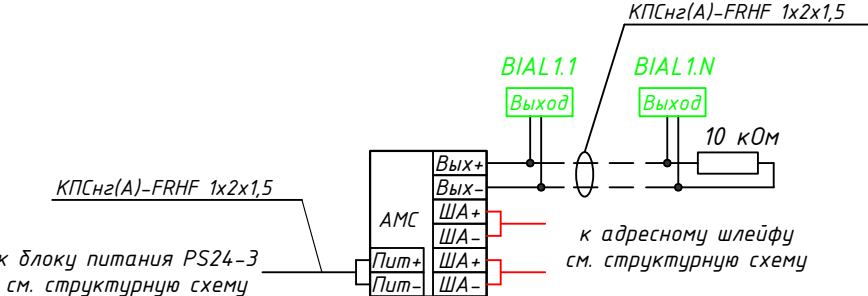 КПСнг(А)-FRHF 1x2x1,5
BIAL1.1
BIAL1.N
Выход
Выход
10 кОм
КПСнг(А)-FRHF 1x2x1,5
АМС
Вых+
Вых-
ША+
ША-
Пит+
ША+
Пит-
ША-
к адресному шлейфу
см. структурную схему
к блоку питания PS24-3
см. структурную схему